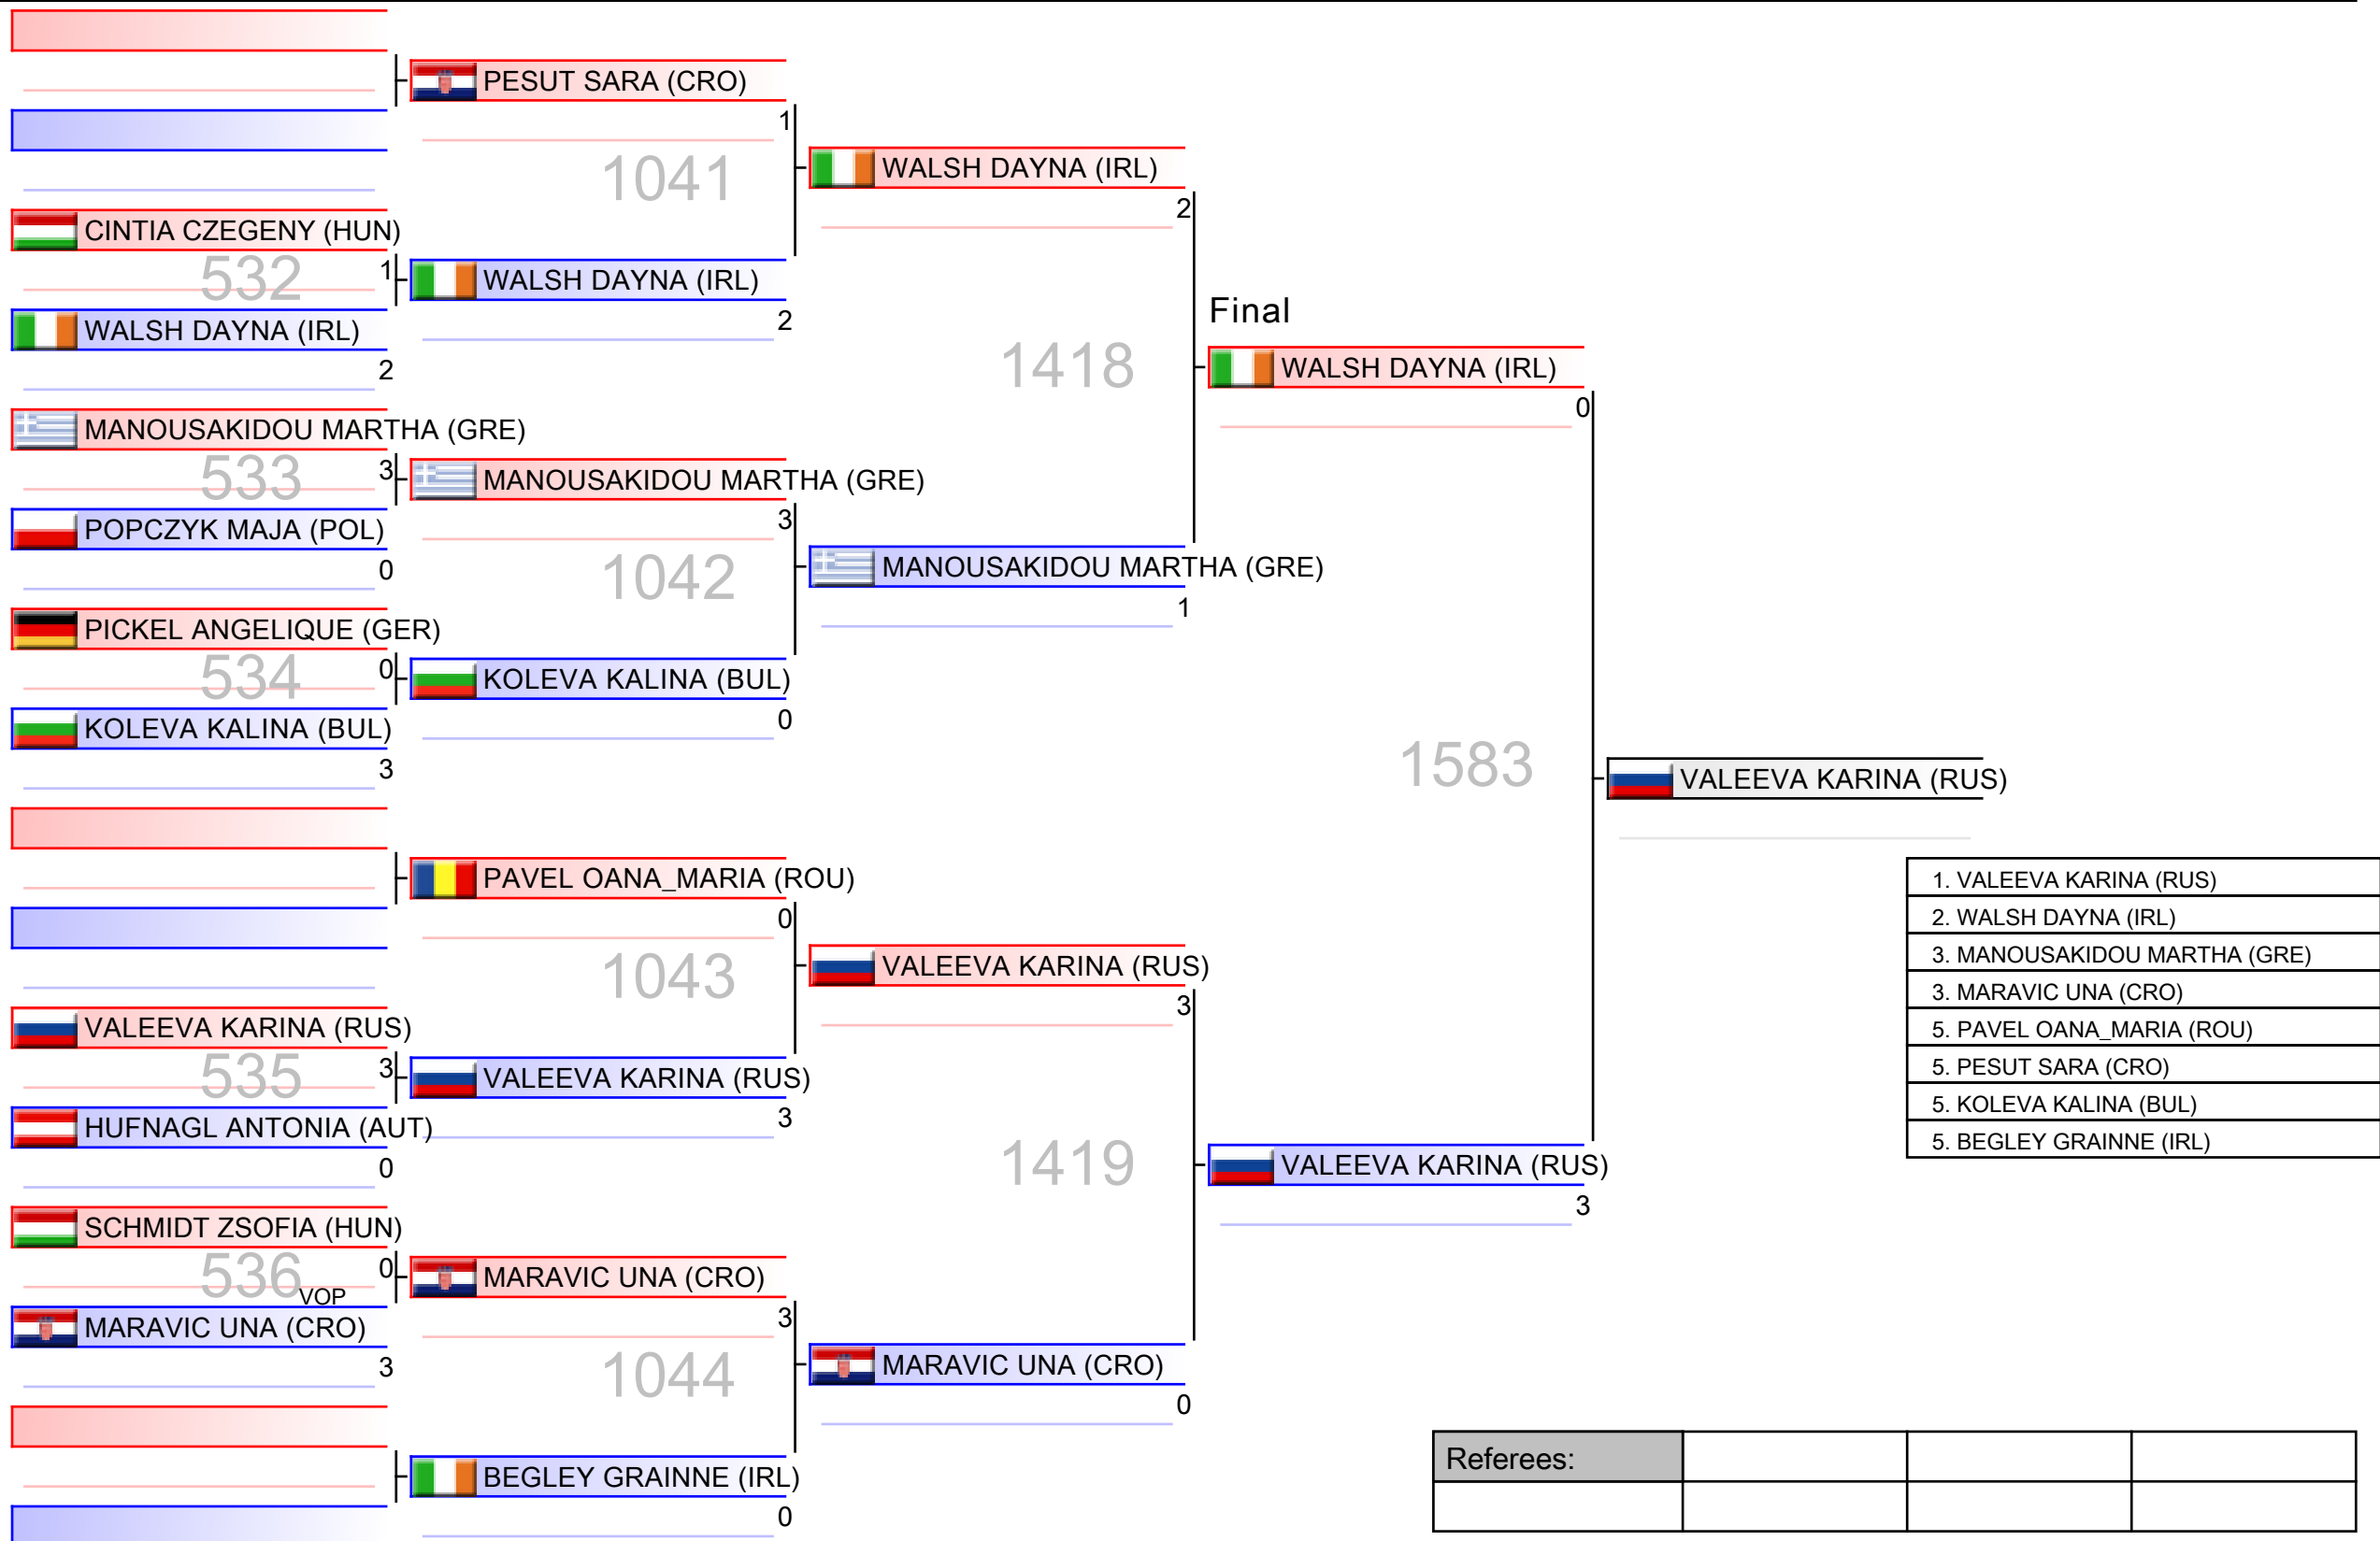 PESUT SARA (CRO)
1
1041
WALSH DAYNA (IRL)
2
CINTIA CZEGENY (HUN)
532
1
WALSH DAYNA (IRL)
2
WALSH DAYNA (IRL)
2
Final
1418
WALSH DAYNA (IRL)
0
MANOUSAKIDOU MARTHA (GRE)
533
3
MANOUSAKIDOU MARTHA (GRE)
3
POPCZYK MAJA (POL)
0
1042
MANOUSAKIDOU MARTHA (GRE)
1
PICKEL ANGELIQUE (GER)
534
0
KOLEVA KALINA (BUL)
0
KOLEVA KALINA (BUL)
3
1583
VALEEVA KARINA (RUS)
PAVEL OANA_MARIA (ROU)
0
1043
VALEEVA KARINA (RUS)
3
VALEEVA KARINA (RUS)
535
3
VALEEVA KARINA (RUS)
3
HUFNAGL ANTONIA (AUT)
0
1419
VALEEVA KARINA (RUS)
3
SCHMIDT ZSOFIA (HUN)
536
0
VOP
MARAVIC UNA (CRO)
3
MARAVIC UNA (CRO)
3
1044
MARAVIC UNA (CRO)
0
BEGLEY GRAINNE (IRL)
0
1. VALEEVA KARINA (RUS)
2. WALSH DAYNA (IRL)
3. MANOUSAKIDOU MARTHA (GRE)
3. MARAVIC UNA (CRO)
5. PAVEL OANA_MARIA (ROU)
5. PESUT SARA (CRO)
5. KOLEVA KALINA (BUL)
5. BEGLEY GRAINNE (IRL)
Referees: